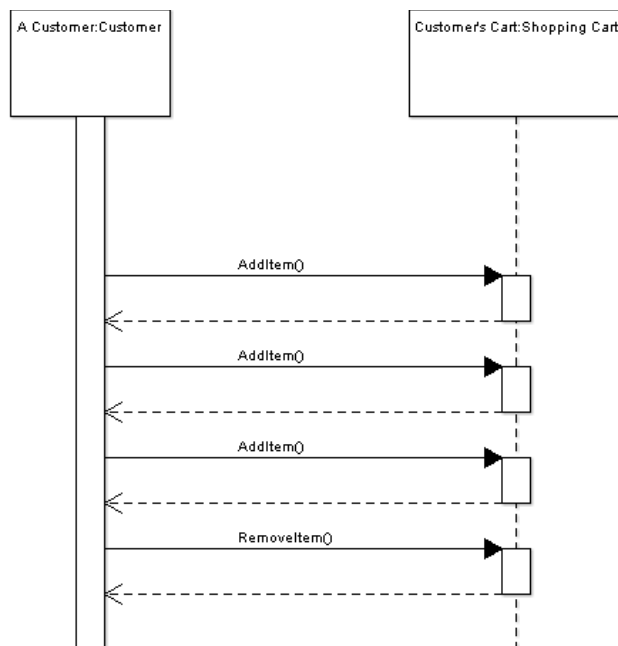 A Customer:Customer
Customer's Cart:Shopping Cart
AddItem()
AddItem()
AddItem()
RemoveItem()